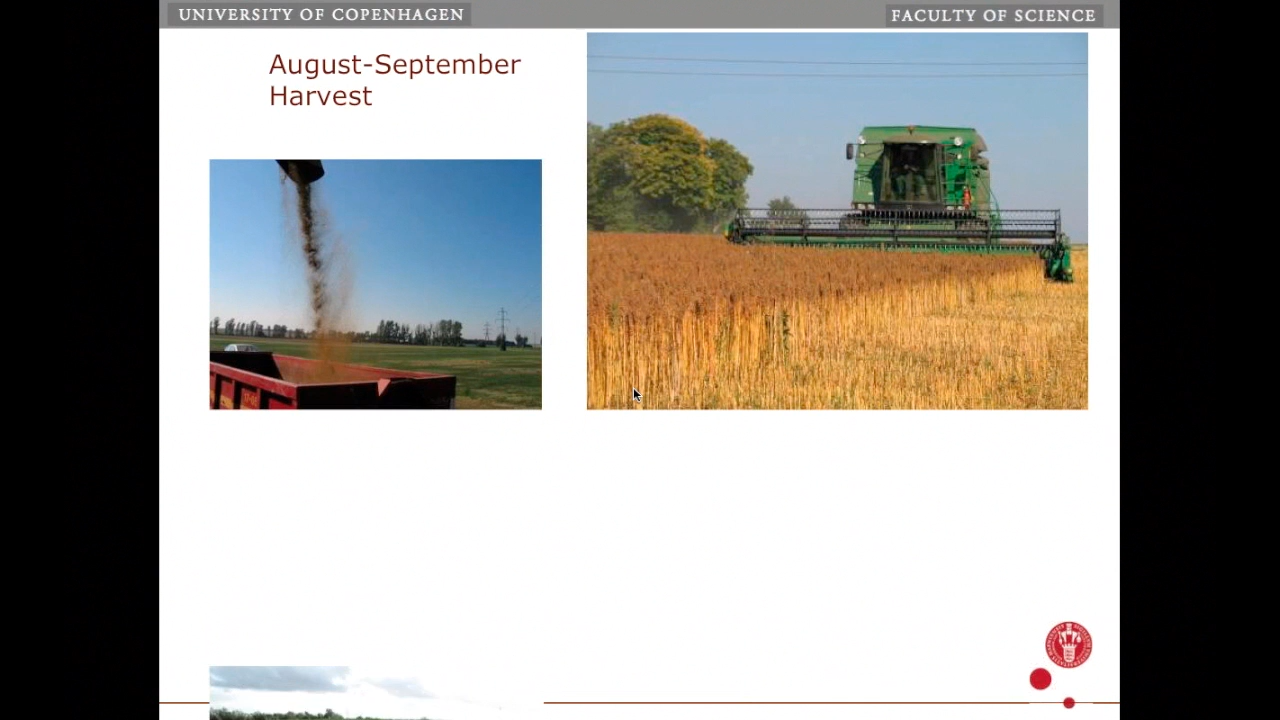 UNIVERSITY OF COPENHAGEN
FACULTY OF SCIENCE
August-September
Harvest